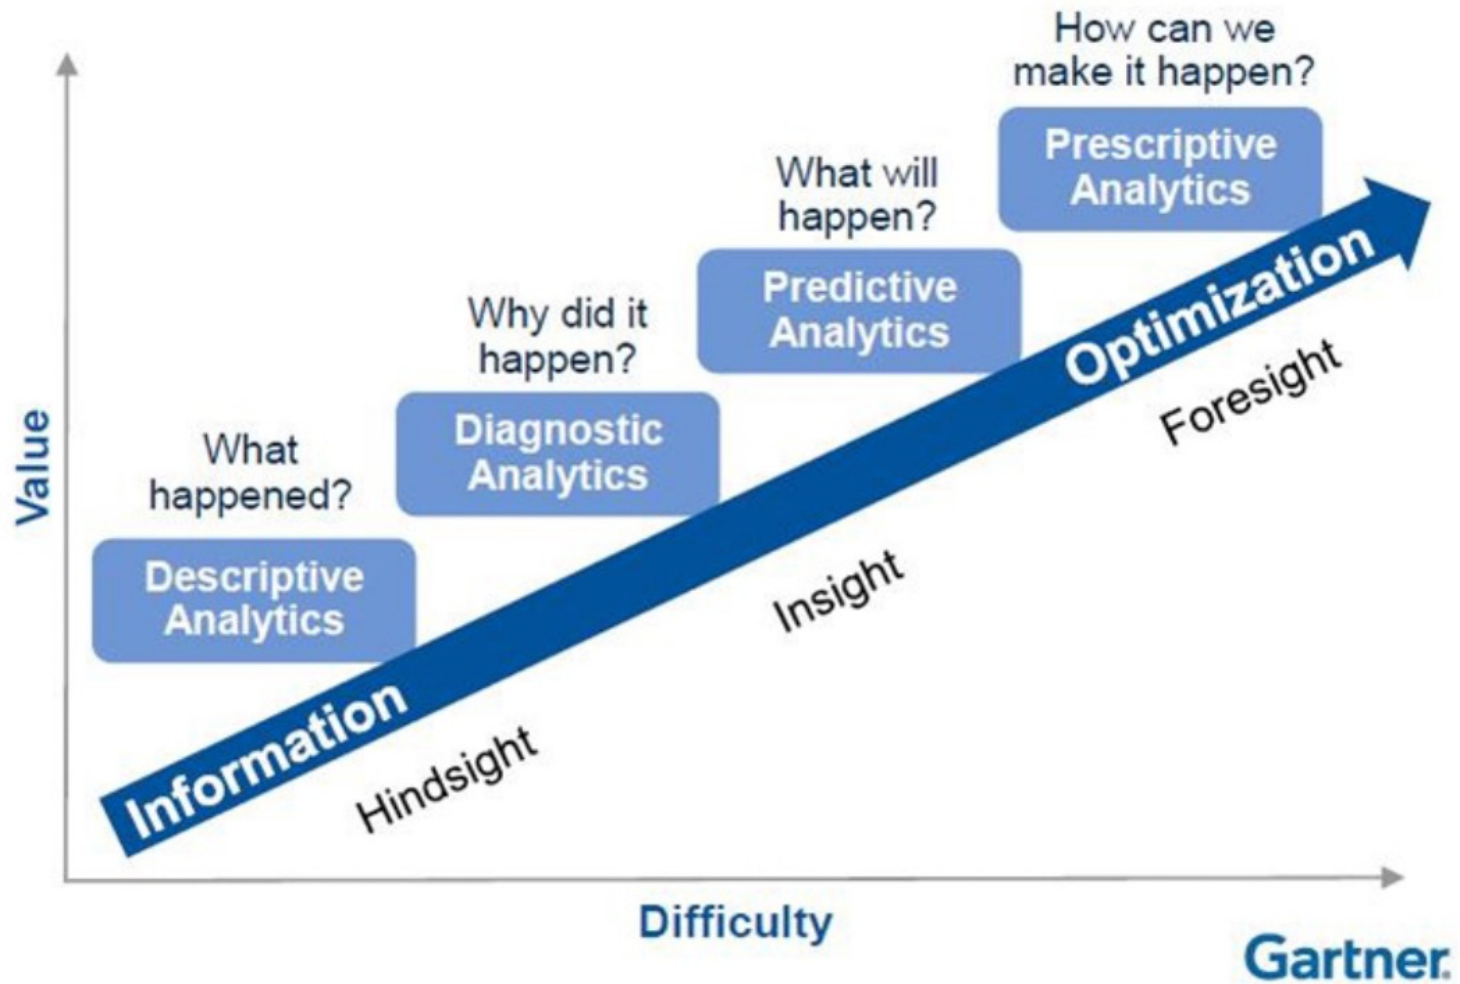 How can we
make it happen?
Prescriptive
Analytics
What will
happen?
Predictive
Analytics
Why did it
happen?
Diagnostic
Analytics
What
happened?
Descriptive
Analytics
Value
Information
Optimization
Hindsight
Insight
Foresight
Difficulty
Gartner.